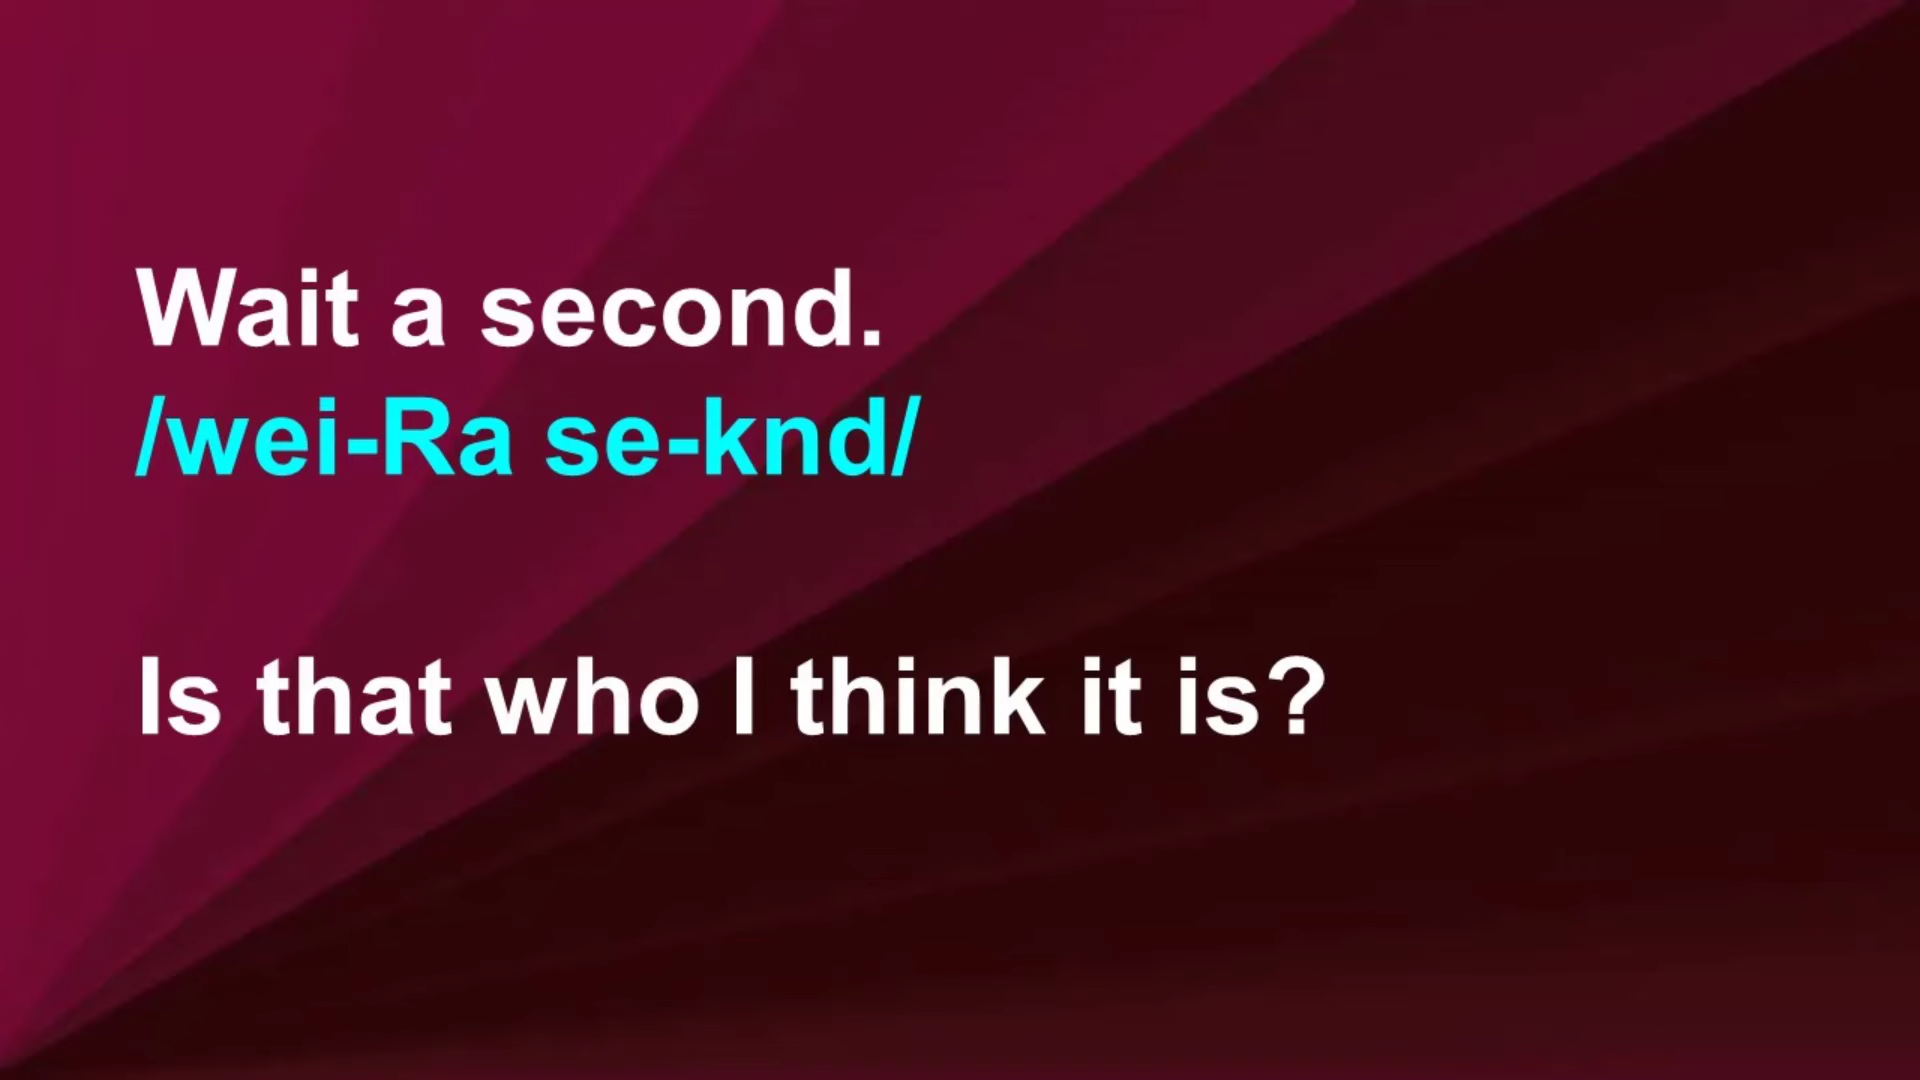 Wait a second.
/wei-Ra se-knd/
Is that who I think it is?